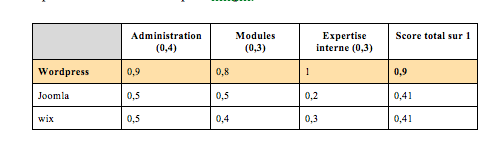 Administration (0,4) Modules (0,3) Expertise interne (0,3) Score total sur 1
Wordpress 0,9 0,8 1 0,9
Joomla 0,5 0,5 0,2 0,41
wix 0,5 0,4 0,3 0,41